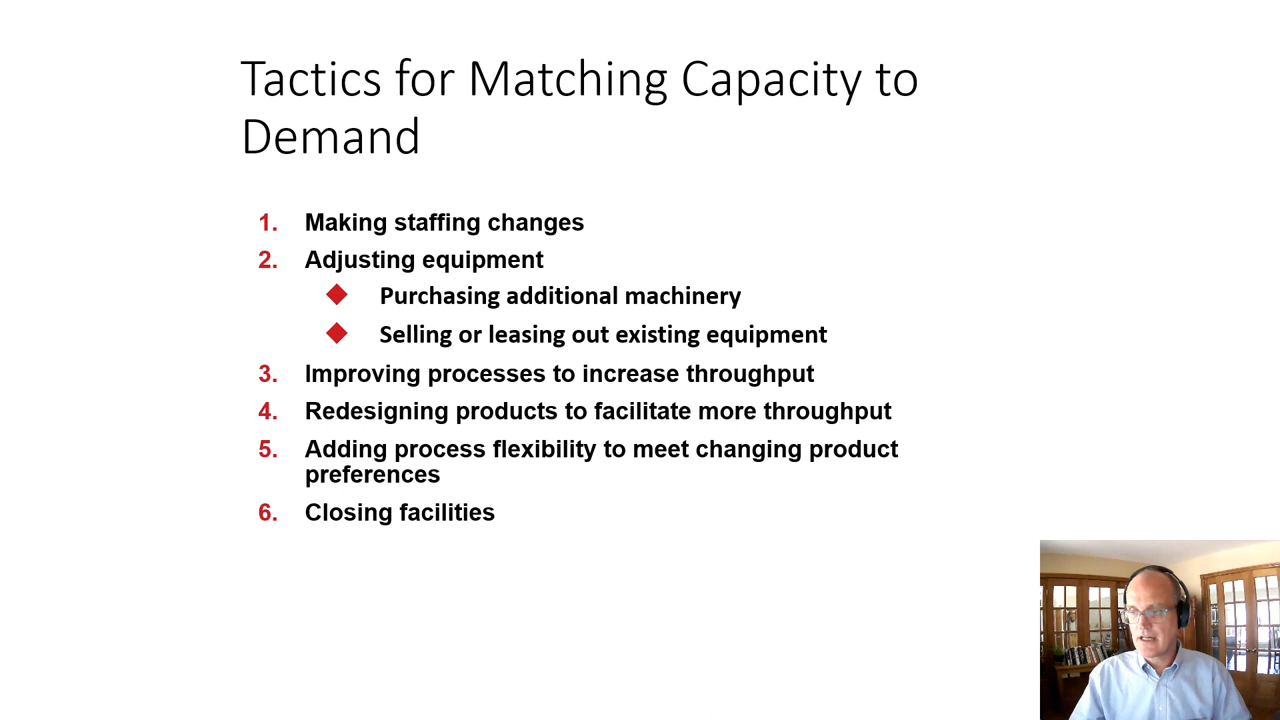 Tactics for Matching Capacity to
Demand
1. Making staffing changes
2. Adjusting equipment
Purchasing additional machinery
Selling or leasing out existing equipment
3. Improving processes to increase throughput
4. Redesigning products to facilitate more throughput
5. Adding process flexibility to meet changing product
preferences
6. Closing facilities